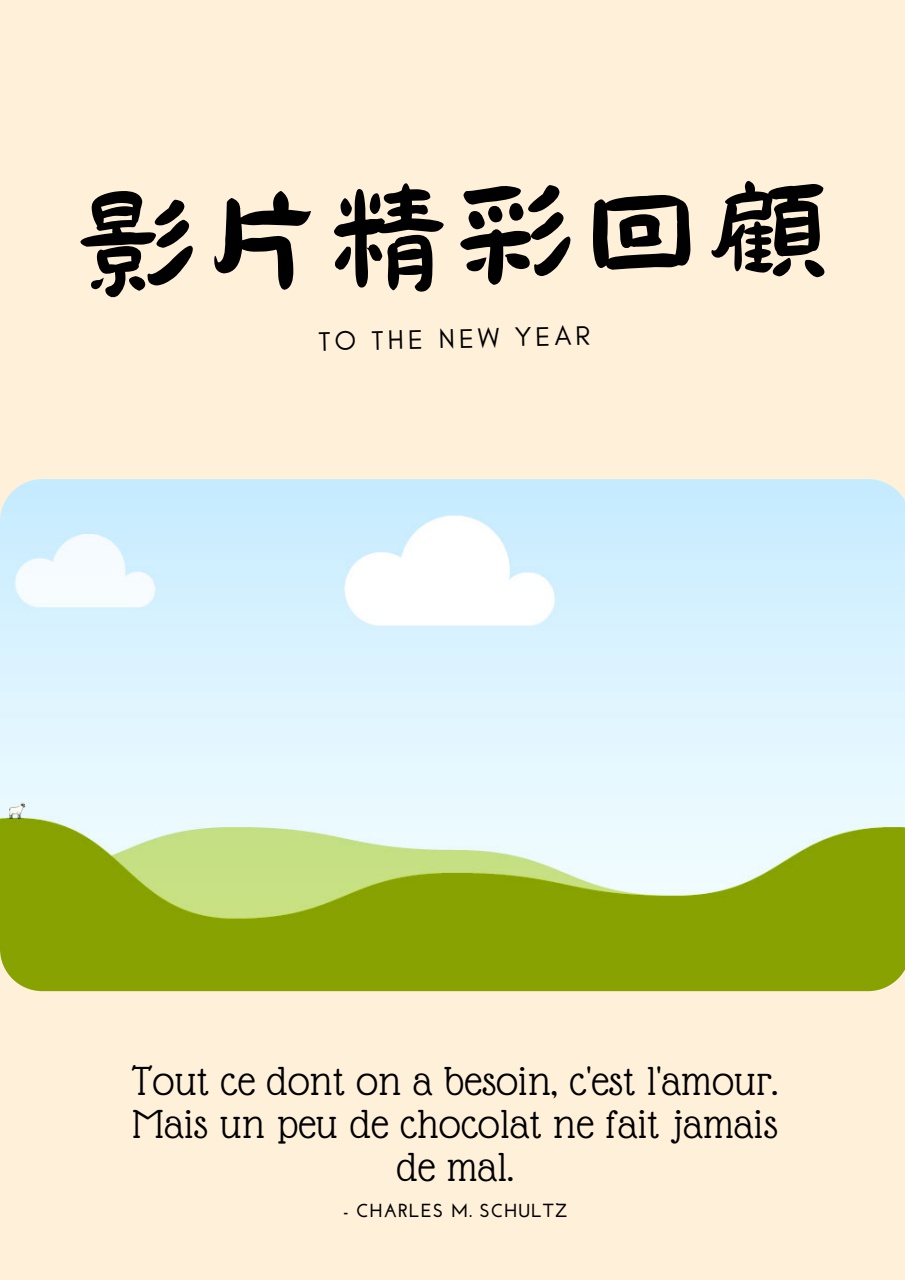 影片精彩回顧
TO THE NEW YEAR
Tout ce dont on a besoin, c'est l'amour.
Mais un peu de chocolat ne fait jamais
de mal.
- CHARLES M. SCHULTZ